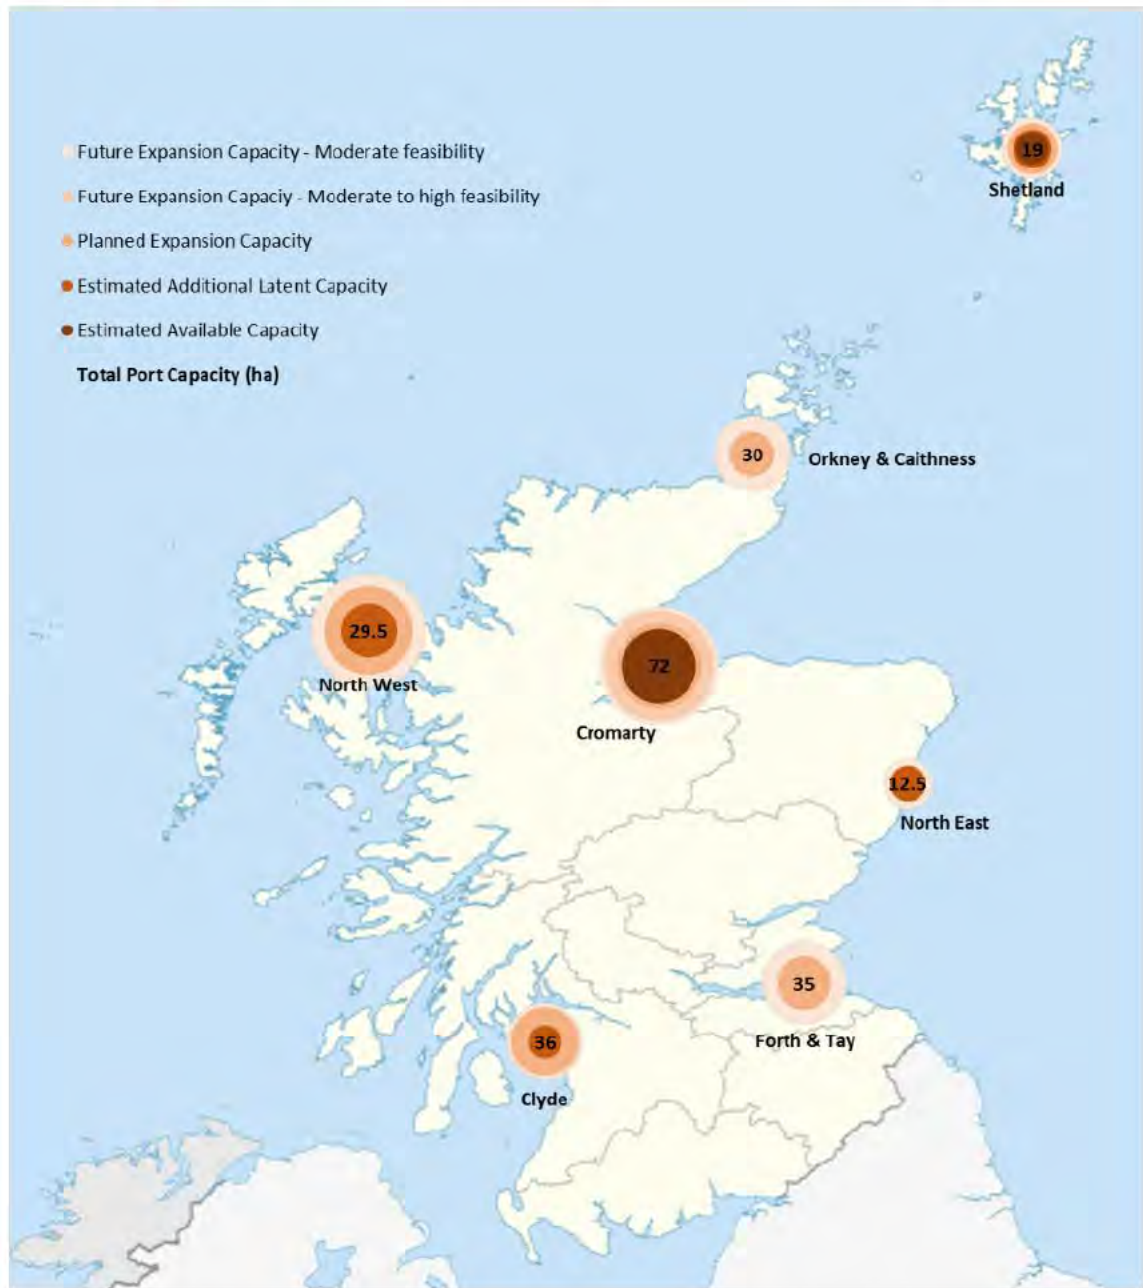 Future Expansion Capacity - Moderate feasibility
Future Expansion Capaciy - Moderate to high feasibility
Planned Expansion Capacity
Estimated Additional Latent Capacity
Estimated Available Capacity
Total Port Capacity (ha)
19
Shetland
30
Orkney & Caithness
29.5
North West
72
Cromarty
12.5
North East
35
Forth & Tay
36
Clyde